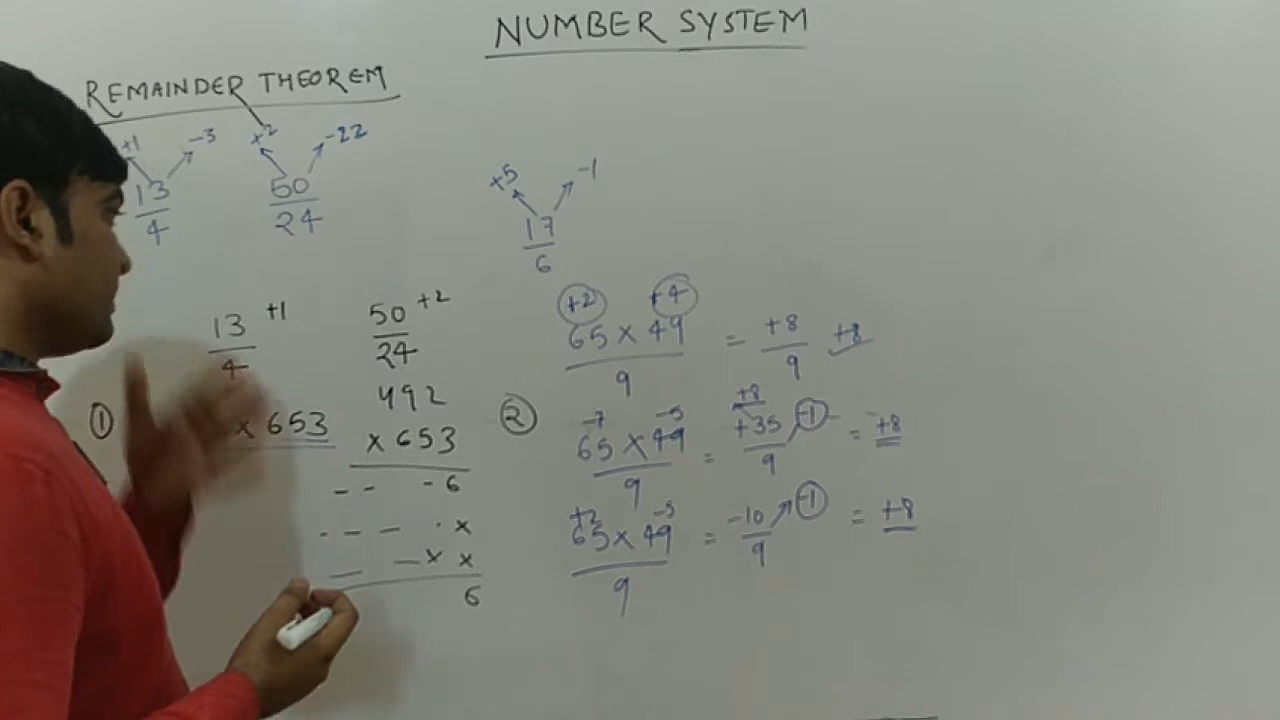 NUMBER SYSTEM
REMAINDER THEOREM
+1 -3
13
4
+2 -22
50
24
+5 -1
17
6
13 +1
4
50 +2
24
①
× 653
492
× 653
- - - 6
- - - · ×
— — × ×
6
+2 +4
65 × 49 = +8 +8
9 9
②
-7 -5 +8
65 × 49 = +35 -1 = +8
9 9
+2 -5
65 × 49 = -10 -1 = +8
9 9